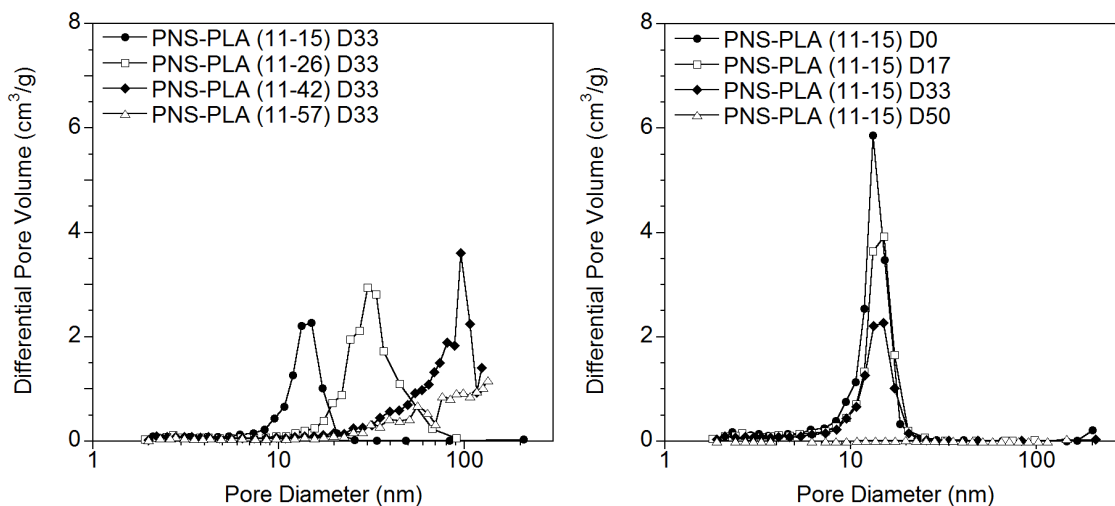 Differential Pore Volume (cm³/g)
8
6
4
2
0
PNS-PLA (11-15) D33
PNS-PLA (11-26) D33
PNS-PLA (11-42) D33
PNS-PLA (11-57) D33
1
10
100
Pore Diameter (nm)
Differential Pore Volume (cm³/g)
8
6
4
2
0
PNS-PLA (11-15) D0
PNS-PLA (11-15) D17
PNS-PLA (11-15) D33
PNS-PLA (11-15) D50
1
10
100
Pore Diameter (nm)